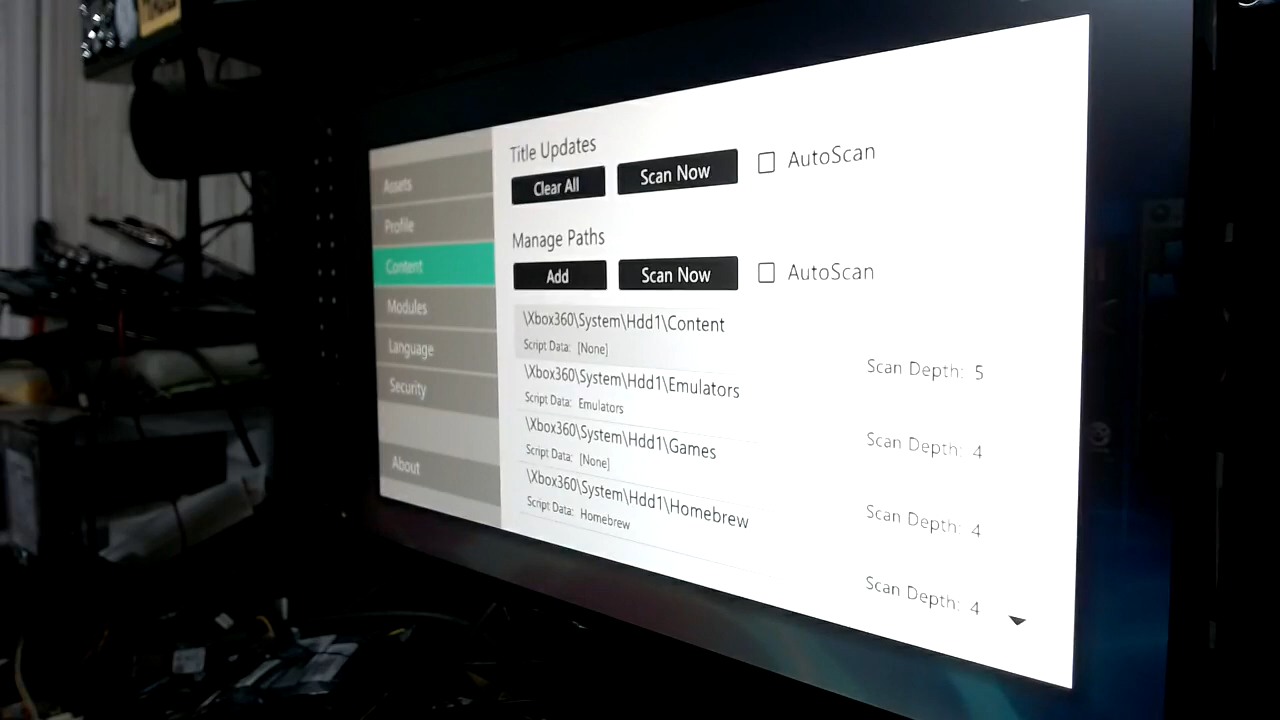 Assets
Profile
Content
Modules
Language
Security
About
Title Updates
Clear All
Scan Now
AutoScan
Manage Paths
Add
Scan Now
AutoScan
\Xbox360\System\Hdd1\Content
Script Data: [None]
Scan Depth: 5
\Xbox360\System\Hdd1\Emulators
Script Data: Emulators
Scan Depth: 4
\Xbox360\System\Hdd1\Games
Script Data: [None]
Scan Depth: 4
\Xbox360\System\Hdd1\Homebrew
Script Data: Homebrew
Scan Depth: 4